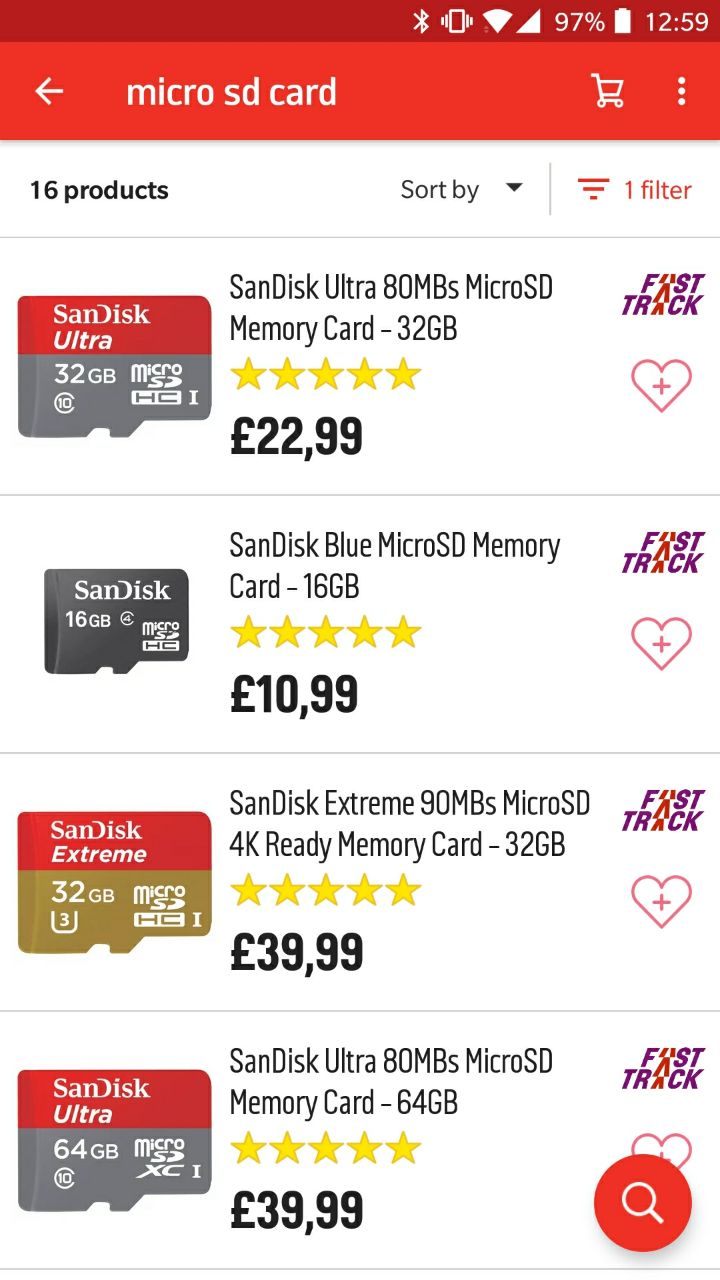 97% 12:59
micro sd card
16 products Sort by 1 filter
SanDisk Ultra 80MBs MicroSD
Memory Card - 32GB
FAST
TRACK
SanDisk
Ultra
32GB micro
SD
10 HC I
£22,99
SanDisk Blue MicroSD Memory
Card - 16GB
FAST
TRACK
SanDisk
16GB 4 micro
SD
HC
£10,99
SanDisk Extreme 90MBs MicroSD
4K Ready Memory Card - 32GB
FAST
TRACK
SanDisk
Extreme
32GB micro
SD
3 HC I
£39,99
SanDisk Ultra 80MBs MicroSD
Memory Card - 64GB
FAST
TRACK
SanDisk
Ultra
64GB micro
SD
10 XC I
£39,99